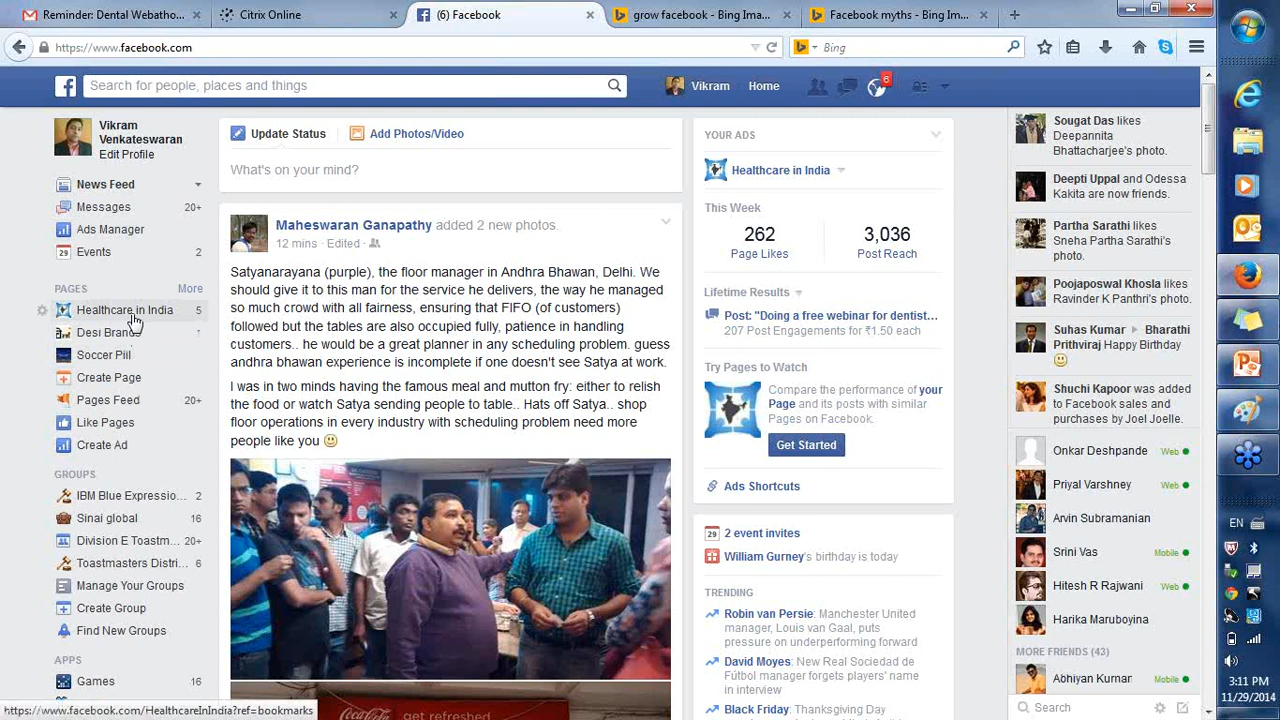 Reminder: Dental Webatho...
Citrix Online
(6) Facebook
grow facebook - Bing Ima...
Facebook myths - Bing Im...
https://www.facebook.com
Bing
Search for people, places and things
Vikram
Home
6
Vikram
Venkateswaran
Edit Profile
News Feed
Messages 20+
Ads Manager
Events 2
PAGES More
Healthcare in India 5
Soccer Pill
Create Page
Pages Feed 20+
Like Pages
Create Ad
GROUPS
IBM Blue Expressio... 2
Sinai global 16
Division E Toastm... 20+
Toastmasters Distri... 6
Manage Your Groups
Create Group
Find New Groups
APPS
Games 16
https://www.facebook.com/HealthcareInIndia?ref=bookmarks
Update Status
Add Photos/Video
What's on your mind?
Maheswaran Ganapathy added 2 new photos.
12 mins · Edited ·
Satyanarayana (purple), the floor manager in Andhra Bhawan, Delhi. We
should give it to this man for the service he delivers, the way he managed
so much crowd with all fairness, ensuring that FIFO (of customers)
followed but the tables are also occupied fully, patience in handling
customers.. he would be a great planner in any scheduling problem. guess
andhra bhawan experience is incomplete if one doesn't see Satya at work.
I was in two minds having the famous meal and mutton fry: either to relish
the food or watch Satya sending people to table.. Hats off Satya.. shop
floor operations in every industry with scheduling problem need more
people like you
Coca-Cola
get refreshed
YOUR ADS
Healthcare in India
This Week
262
Page Likes
3,036
Post Reach
Lifetime Results
Post: "Doing a free webinar for dentist...
207 Post Engagements for ₹1.50 each
Try Pages to Watch
Compare the performance of your
Page and its posts with similar
Pages on Facebook.
Get Started
Ads Shortcuts
2 event invites
William Gurney's birthday is today
TRENDING
Robin van Persie: Manchester United
manager, Louis van Gaal, puts
pressure on underperforming forward
David Moyes: New Real Sociedad de
Fútbol manager forgets players' name
in interview
Black Friday: Thanksgiving Day
Sougat Das likes
Deepannita
Bhattacharjee's photo.
Deepti Uppal and Odessa
Kakita are now friends.
Partha Sarathi likes
Sneha Partha Sarathi's
photo.
Poojaposwal Khosla likes
Ravinder K Panthri's photo.
Suhas Kumar ▸ Bharathi
Prithviraj Happy Birthday
Shuchi Kapoor was added
to Facebook sales and
purchases by Joel Joelle.
Onkar Deshpande Web
Priyal Varshney Web
Arvin Subramanian
Srini Vas Mobile
Hitesh R Rajwani Web
Harika Maruboyina
MORE FRIENDS (43)
Abhiyan Kumar Mobile
Search
EN
3:11 PM
11/29/2014